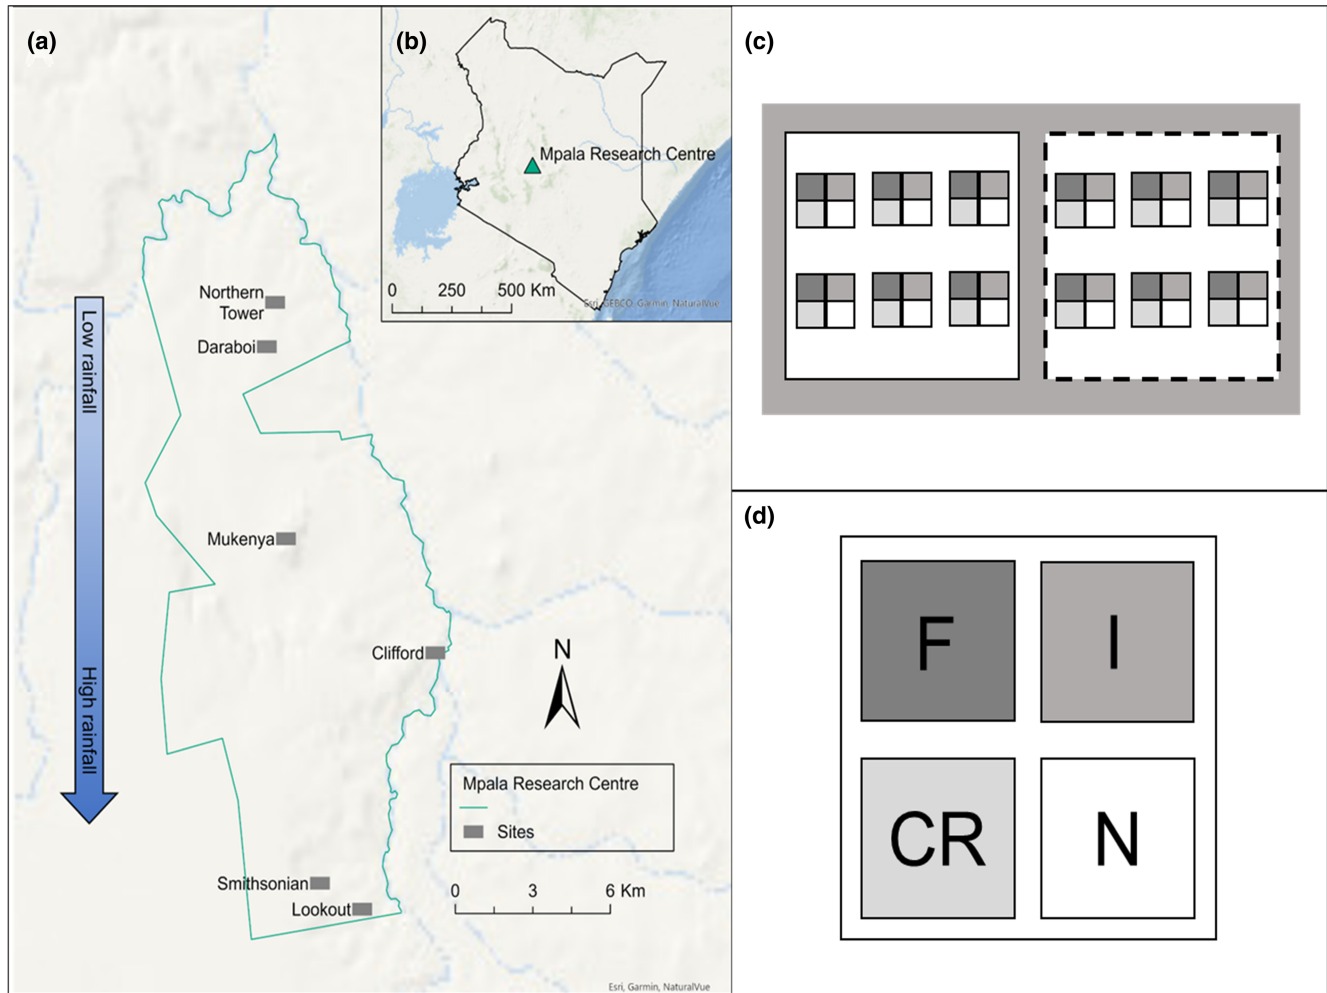 (a)
Northern
Tower
Daraboi
Low rainfall
Mukenya
Clifford
High rainfall
N
Mpala Research Centre
Sites
Smithsonian
Lookout
0 3 6 Km
Esri, Garmin, NaturalVue
(b)
Mpala Research Centre
0 250 500 Km
Esri, GEBCO, Garmin, NaturalVue
(c)
(d)
F I
CR N